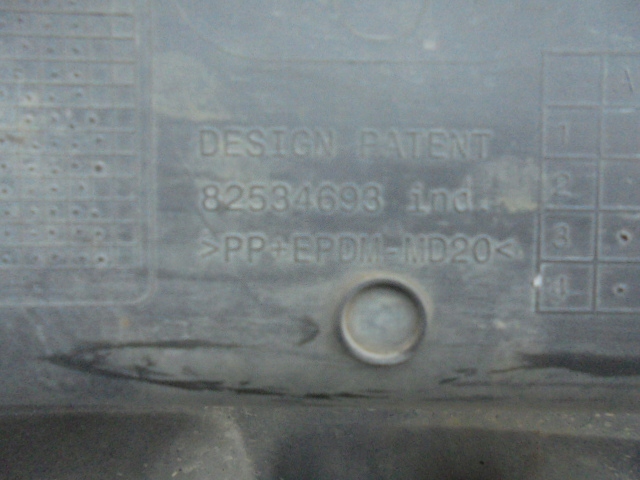 DESIGN PATENT
82534693 ind.
>PP+EPDM-MD20<
1
2
3
4